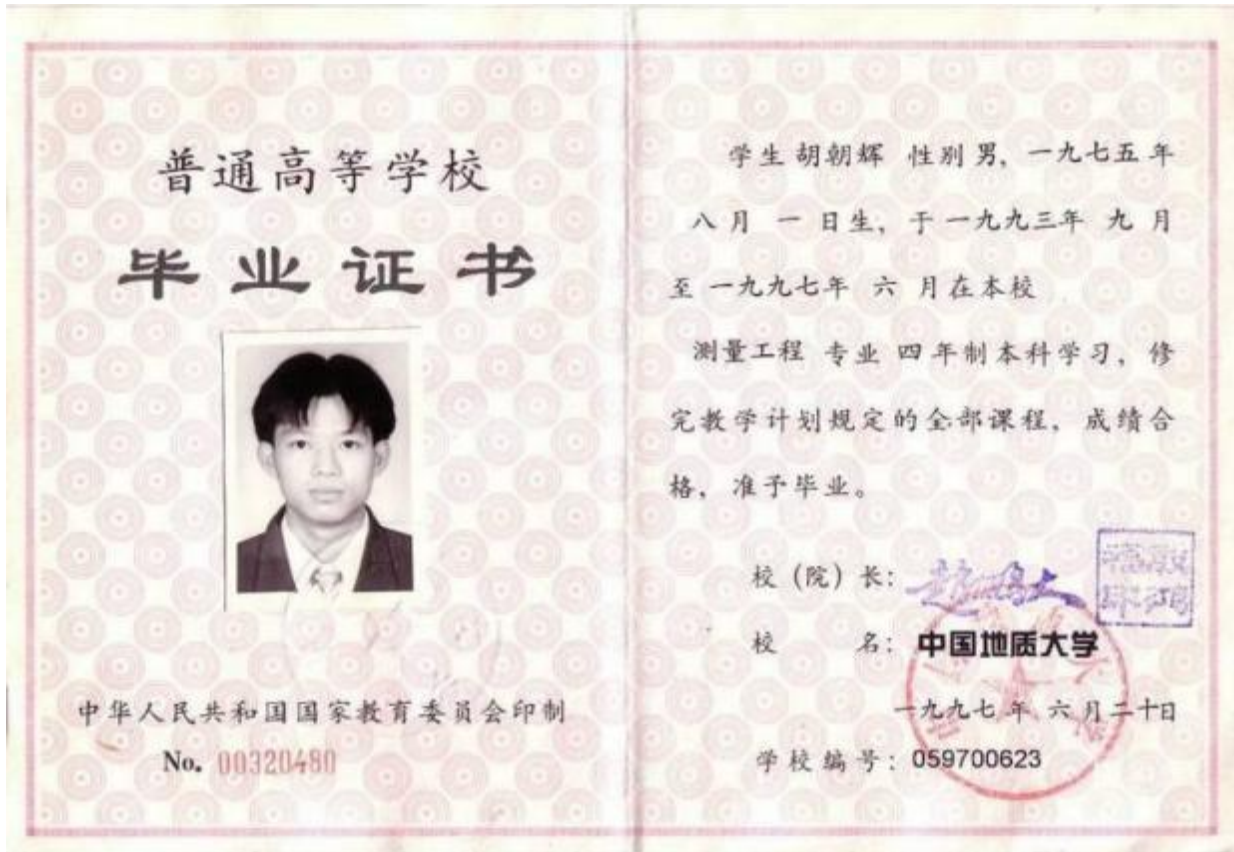 普通高等学校
毕业证书
中华人民共和国国家教育委员会印制
No. 00320480
学生 胡朝辉 性别 男, 一九七五 年
八 月 一 日生, 于 一九九三年 九 月
至 一九九七年 六 月在本校
测量工程 专业 四 年制本科学习, 修
完教学计划规定的全部课程, 成绩合
格, 准予毕业。
校(院)长: 赵鹏大
校 名: 中国地质大学
一九九七 年 六 月二十日
学校编号: 059700623